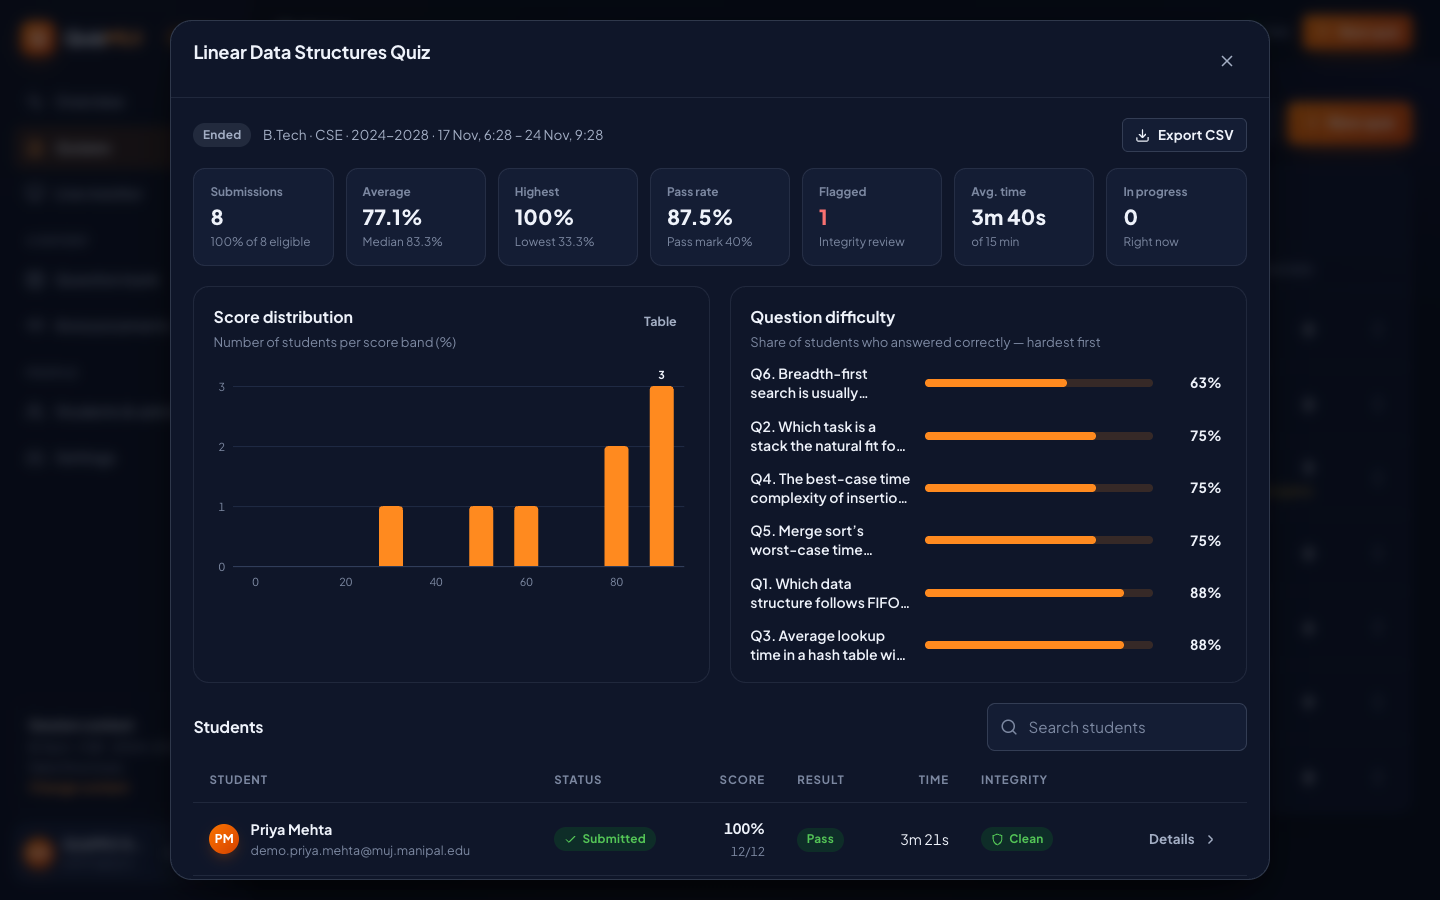 Linear Data Structures Quiz
Ended
B.Tech · CSE · 2024–2028 · 17 Nov, 6:28 – 24 Nov, 9:28
Export CSV
Submissions
8
100% of 8 eligible
Average
77.1%
Median 83.3%
Highest
100%
Lowest 33.3%
Pass rate
87.5%
Pass mark 40%
Flagged
1
Integrity review
Avg. time
3m 40s
of 15 min
In progress
0
Right now
Score distribution
Table
Number of students per score band (%)
3
3
2
1
0
0 20 40 60 80
Question difficulty
Share of students who answered correctly — hardest first
Q6. Breadth-first
search is usually…
63%
Q2. Which task is a
stack the natural fit fo…
75%
Q4. The best-case time
complexity of insertio…
75%
Q5. Merge sort’s
worst-case time…
75%
Q1. Which data
structure follows FIFO…
88%
Q3. Average lookup
time in a hash table wi…
88%
Students
Search students
STUDENT STATUS SCORE RESULT TIME INTEGRITY
PM
Priya Mehta
demo.priya.mehta@muj.manipal.edu
Submitted
100%
12/12
Pass
3m 21s
Clean
Details